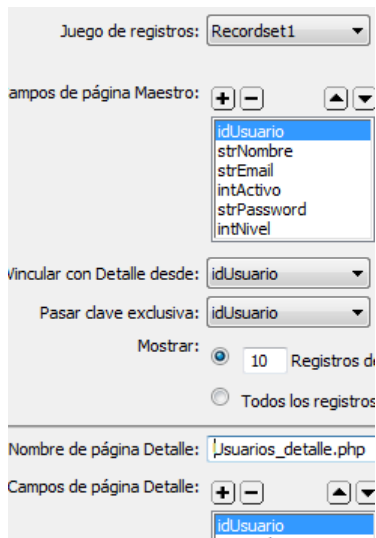 Juego de registros: Recordset1
ampos de página Maestro:
idUsuario
strNombre
strEmail
intActivo
strPassword
intNivel
Vincular con Detalle desde: idUsuario
Pasar clave exclusiva: idUsuario
Mostrar: 10 Registros de
Todos los registros
Nombre de página Detalle: Usuarios_detalle.php
Campos de página Detalle:
idUsuario